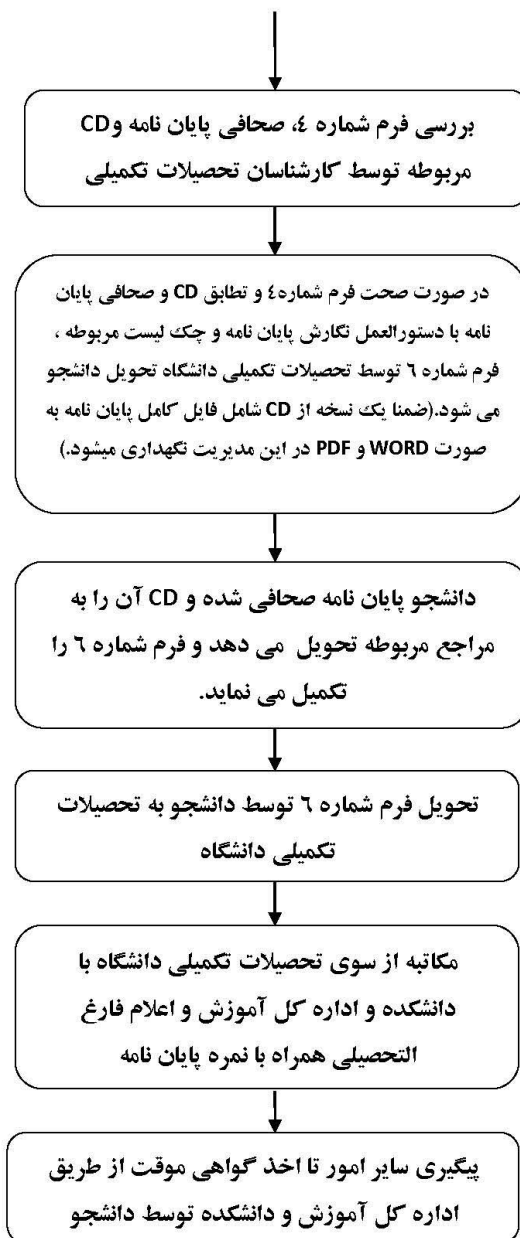 بررسی فرم شماره ٤، صحافی پایان نامه وCD
مربوطه توسط کارشناسان تحصیلات تکمیلی
در صورت صحت فرم شماره٤ و تطابق CD و صحافی پایان
نامه با دستورالعمل نگارش پایان نامه و چک لیست مربوطه ،
فرم شماره ٦ توسط تحصیلات تکمیلی دانشگاه تحویل دانشجو
می شود.(ضمنا یک نسخه از CD شامل فایل کامل پایان نامه به
صورت WORD و PDF در این مدیریت نگهداری میشود.)
دانشجو پایان نامه صحافی شده و CD آن را به
مراجع مربوطه تحویل می دهد و فرم شماره ٦ را
تکمیل می نماید.
تحویل فرم شماره ٦ توسط دانشجو به تحصیلات
تکمیلی دانشگاه
مکاتبه از سوی تحصیلات تکمیلی دانشگاه با
دانشکده و اداره کل آموزش و اعلام فارغ
التحصیلی همراه با نمره پایان نامه
پیگیری سایر امور تا اخذ گواهی موقت از طریق
اداره کل آموزش و دانشکده توسط دانشجو